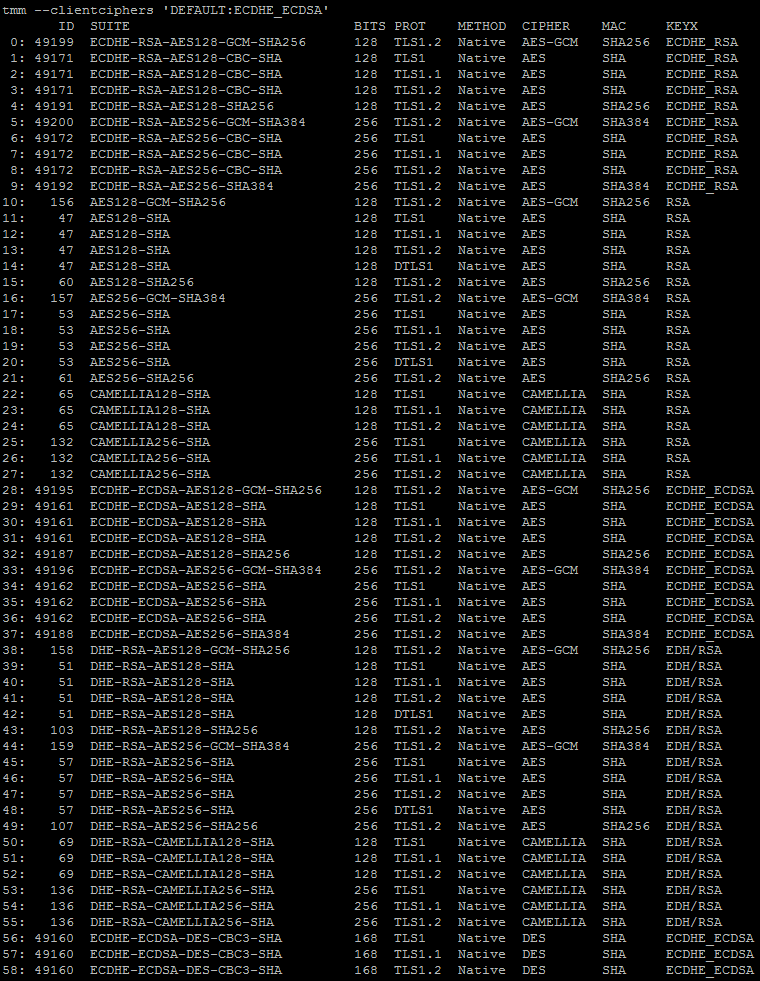 tmm --clientciphers 'DEFAULT:ECDHE_ECDSA'
ID SUITE BITS PROT METHOD CIPHER MAC KEYX
0: 49199 ECDHE-RSA-AES128-GCM-SHA256 128 TLS1.2 Native AES-GCM SHA256 ECDHE_RSA
1: 49171 ECDHE-RSA-AES128-CBC-SHA 128 TLS1 Native AES SHA ECDHE_RSA
2: 49171 ECDHE-RSA-AES128-CBC-SHA 128 TLS1.1 Native AES SHA ECDHE_RSA
3: 49171 ECDHE-RSA-AES128-CBC-SHA 128 TLS1.2 Native AES SHA ECDHE_RSA
4: 49191 ECDHE-RSA-AES128-SHA256 128 TLS1.2 Native AES SHA256 ECDHE_RSA
5: 49200 ECDHE-RSA-AES256-GCM-SHA384 256 TLS1.2 Native AES-GCM SHA384 ECDHE_RSA
6: 49172 ECDHE-RSA-AES256-CBC-SHA 256 TLS1 Native AES SHA ECDHE_RSA
7: 49172 ECDHE-RSA-AES256-CBC-SHA 256 TLS1.1 Native AES SHA ECDHE_RSA
8: 49172 ECDHE-RSA-AES256-CBC-SHA 256 TLS1.2 Native AES SHA ECDHE_RSA
9: 49192 ECDHE-RSA-AES256-SHA384 256 TLS1.2 Native AES SHA384 ECDHE_RSA
10: 156 AES128-GCM-SHA256 128 TLS1.2 Native AES-GCM SHA256 RSA
11: 47 AES128-SHA 128 TLS1 Native AES SHA RSA
12: 47 AES128-SHA 128 TLS1.1 Native AES SHA RSA
13: 47 AES128-SHA 128 TLS1.2 Native AES SHA RSA
14: 47 AES128-SHA 128 DTLS1 Native AES SHA RSA
15: 60 AES128-SHA256 128 TLS1.2 Native AES SHA256 RSA
16: 157 AES256-GCM-SHA384 256 TLS1.2 Native AES-GCM SHA384 RSA
17: 53 AES256-SHA 256 TLS1 Native AES SHA RSA
18: 53 AES256-SHA 256 TLS1.1 Native AES SHA RSA
19: 53 AES256-SHA 256 TLS1.2 Native AES SHA RSA
20: 53 AES256-SHA 256 DTLS1 Native AES SHA RSA
21: 61 AES256-SHA256 256 TLS1.2 Native AES SHA256 RSA
22: 65 CAMELLIA128-SHA 128 TLS1 Native CAMELLIA SHA RSA
23: 65 CAMELLIA128-SHA 128 TLS1.1 Native CAMELLIA SHA RSA
24: 65 CAMELLIA128-SHA 128 TLS1.2 Native CAMELLIA SHA RSA
25: 132 CAMELLIA256-SHA 256 TLS1 Native CAMELLIA SHA RSA
26: 132 CAMELLIA256-SHA 256 TLS1.1 Native CAMELLIA SHA RSA
27: 132 CAMELLIA256-SHA 256 TLS1.2 Native CAMELLIA SHA RSA
28: 49195 ECDHE-ECDSA-AES128-GCM-SHA256 128 TLS1.2 Native AES-GCM SHA256 ECDHE_ECDSA
29: 49161 ECDHE-ECDSA-AES128-SHA 128 TLS1 Native AES SHA ECDHE_ECDSA
30: 49161 ECDHE-ECDSA-AES128-SHA 128 TLS1.1 Native AES SHA ECDHE_ECDSA
31: 49161 ECDHE-ECDSA-AES128-SHA 128 TLS1.2 Native AES SHA ECDHE_ECDSA
32: 49187 ECDHE-ECDSA-AES128-SHA256 128 TLS1.2 Native AES SHA256 ECDHE_ECDSA
33: 49196 ECDHE-ECDSA-AES256-GCM-SHA384 256 TLS1.2 Native AES-GCM SHA384 ECDHE_ECDSA
34: 49162 ECDHE-ECDSA-AES256-SHA 256 TLS1 Native AES SHA ECDHE_ECDSA
35: 49162 ECDHE-ECDSA-AES256-SHA 256 TLS1.1 Native AES SHA ECDHE_ECDSA
36: 49162 ECDHE-ECDSA-AES256-SHA 256 TLS1.2 Native AES SHA ECDHE_ECDSA
37: 49188 ECDHE-ECDSA-AES256-SHA384 256 TLS1.2 Native AES SHA384 ECDHE_ECDSA
38: 158 DHE-RSA-AES128-GCM-SHA256 128 TLS1.2 Native AES-GCM SHA256 EDH/RSA
39: 51 DHE-RSA-AES128-SHA 128 TLS1 Native AES SHA EDH/RSA
40: 51 DHE-RSA-AES128-SHA 128 TLS1.1 Native AES SHA EDH/RSA
41: 51 DHE-RSA-AES128-SHA 128 TLS1.2 Native AES SHA EDH/RSA
42: 51 DHE-RSA-AES128-SHA 128 DTLS1 Native AES SHA EDH/RSA
43: 103 DHE-RSA-AES128-SHA256 128 TLS1.2 Native AES SHA256 EDH/RSA
44: 159 DHE-RSA-AES256-GCM-SHA384 256 TLS1.2 Native AES-GCM SHA384 EDH/RSA
45: 57 DHE-RSA-AES256-SHA 256 TLS1 Native AES SHA EDH/RSA
46: 57 DHE-RSA-AES256-SHA 256 TLS1.1 Native AES SHA EDH/RSA
47: 57 DHE-RSA-AES256-SHA 256 TLS1.2 Native AES SHA EDH/RSA
48: 57 DHE-RSA-AES256-SHA 256 DTLS1 Native AES SHA EDH/RSA
49: 107 DHE-RSA-AES256-SHA256 256 TLS1.2 Native AES SHA256 EDH/RSA
50: 69 DHE-RSA-CAMELLIA128-SHA 128 TLS1 Native CAMELLIA SHA EDH/RSA
51: 69 DHE-RSA-CAMELLIA128-SHA 128 TLS1.1 Native CAMELLIA SHA EDH/RSA
52: 69 DHE-RSA-CAMELLIA128-SHA 128 TLS1.2 Native CAMELLIA SHA EDH/RSA
53: 136 DHE-RSA-CAMELLIA256-SHA 256 TLS1 Native CAMELLIA SHA EDH/RSA
54: 136 DHE-RSA-CAMELLIA256-SHA 256 TLS1.1 Native CAMELLIA SHA EDH/RSA
55: 136 DHE-RSA-CAMELLIA256-SHA 256 TLS1.2 Native CAMELLIA SHA EDH/RSA
56: 49160 ECDHE-ECDSA-DES-CBC3-SHA 168 TLS1 Native DES SHA ECDHE_ECDSA
57: 49160 ECDHE-ECDSA-DES-CBC3-SHA 168 TLS1.1 Native DES SHA ECDHE_ECDSA
58: 49160 ECDHE-ECDSA-DES-CBC3-SHA 168 TLS1.2 Native DES SHA ECDHE_ECDSA